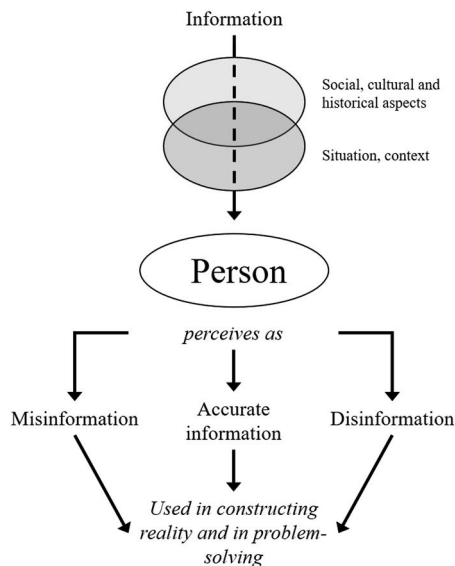 Information
Social, cultural and
historical aspects
Situation, context
Person
perceives as
Misinformation
Accurate
information
Disinformation
Used in constructing
reality and in problem-
solving